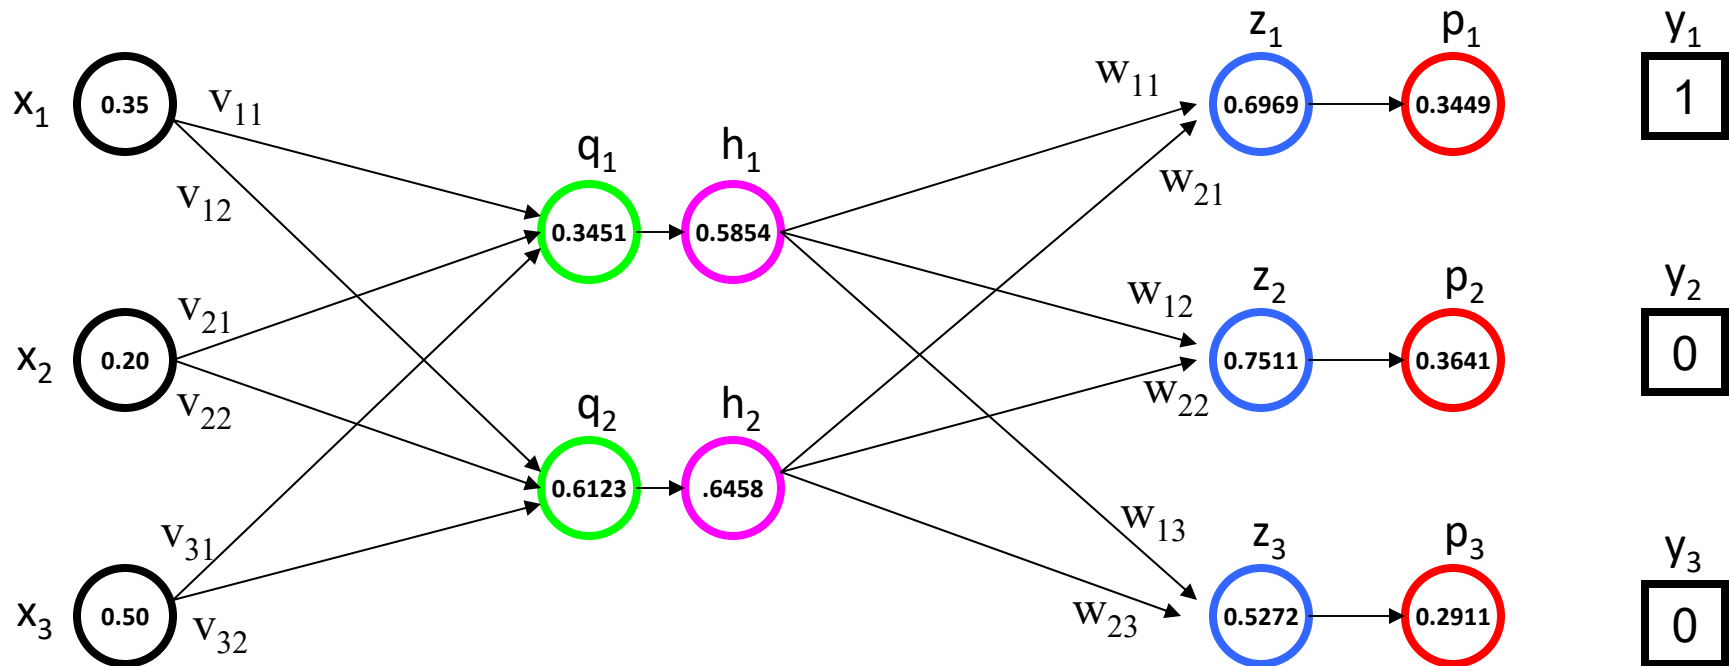 z₁ p₁ y₁
x₁ 0.35 v₁₁ w₁₁ 0.6969 0.3449 1
q₁ h₁
v₁₂ w₂₁
0.3451 0.5854
z₂ p₂ y₂
v₂₁ w₁₂
x₂ 0.20 0.7511 0.3641 0
v₂₂ q₂ h₂ w₂₂
0.6123 .6458
v₃₁ w₁₃ z₃ p₃ y₃
x₃ 0.50 v₃₂ w₂₃ 0.5272 0.2911 0